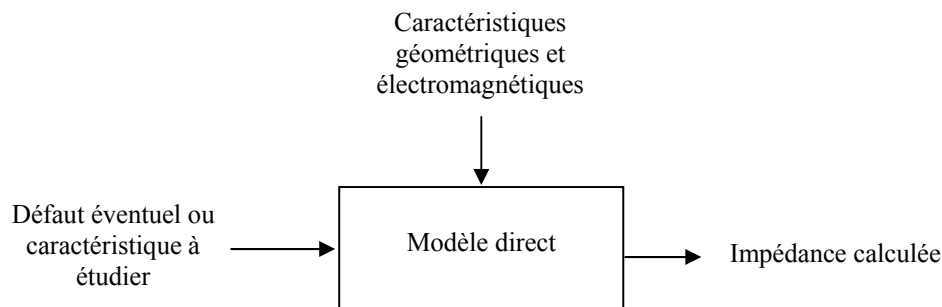 Caractéristiques
géométriques et
électromagnétiques
Défaut éventuel ou
caractéristique à
étudier
Modèle direct
Impédance calculée